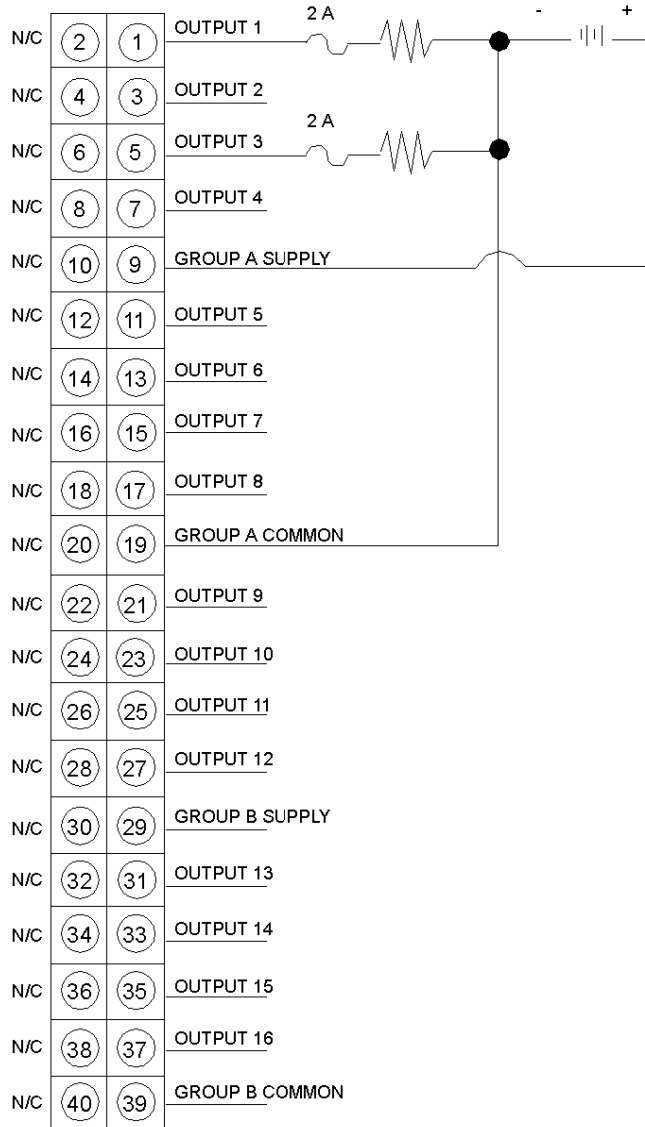 2 A - +
N/C 2 1 OUTPUT 1
N/C 4 3 OUTPUT 2
2 A
N/C 6 5 OUTPUT 3
N/C 8 7 OUTPUT 4
N/C 10 9 GROUP A SUPPLY
N/C 12 11 OUTPUT 5
N/C 14 13 OUTPUT 6
N/C 16 15 OUTPUT 7
N/C 18 17 OUTPUT 8
N/C 20 19 GROUP A COMMON
N/C 22 21 OUTPUT 9
N/C 24 23 OUTPUT 10
N/C 26 25 OUTPUT 11
N/C 28 27 OUTPUT 12
N/C 30 29 GROUP B SUPPLY
N/C 32 31 OUTPUT 13
N/C 34 33 OUTPUT 14
N/C 36 35 OUTPUT 15
N/C 38 37 OUTPUT 16
N/C 40 39 GROUP B COMMON